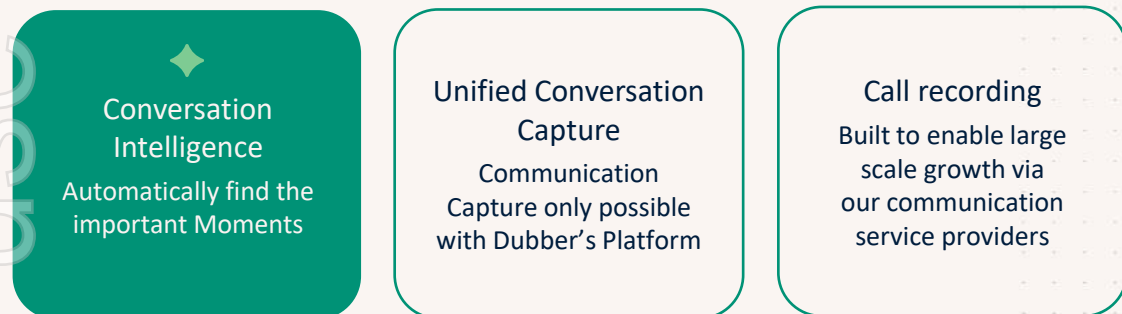 Conversation
Intelligence
Automatically find the
important Moments
Unified Conversation
Capture
Communication
Capture only possible
with Dubber's Platform
Call recording
Built to enable large
scale growth via
our communication
service providers